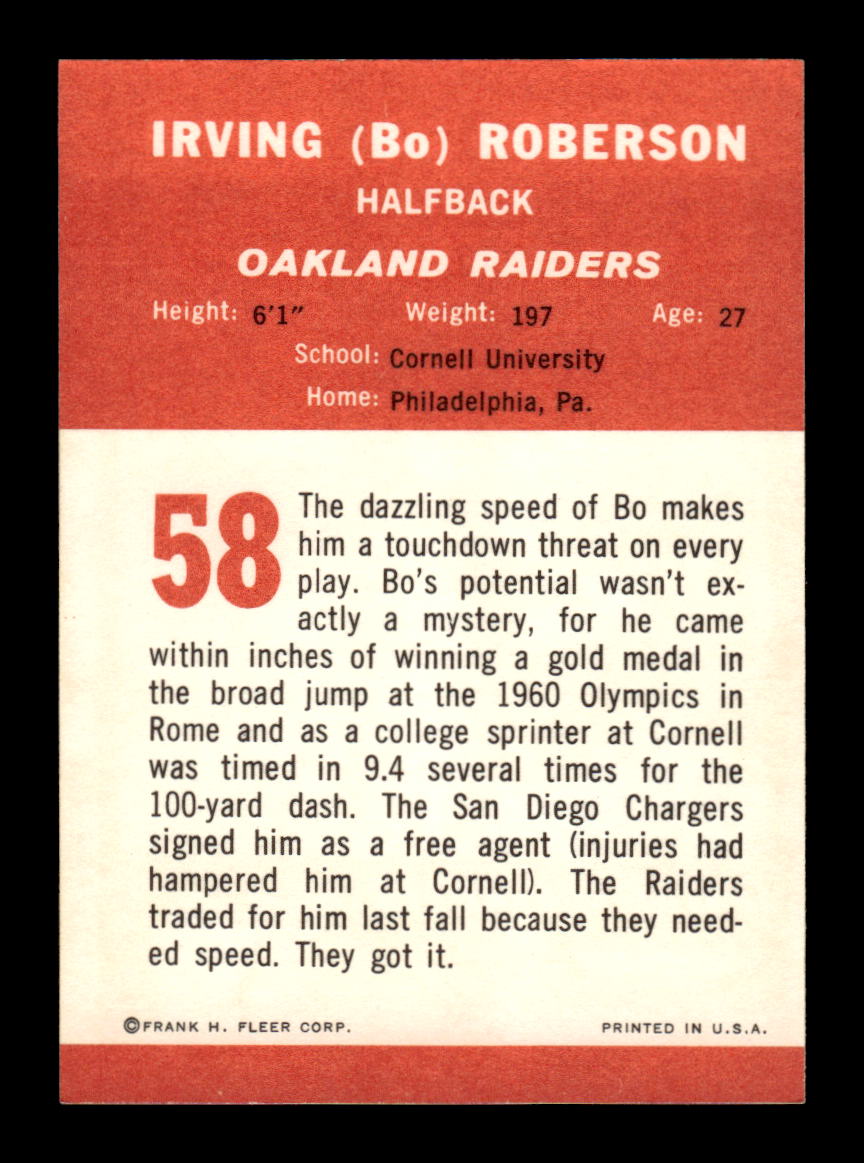 IRVING (Bo) ROBERSON
HALFBACK
OAKLAND RAIDERS
Height: 6'1" Weight: 197 Age: 27
School: Cornell University
Home: Philadelphia, Pa.
58 The dazzling speed of Bo makes
him a touchdown threat on every
play. Bo's potential wasn't ex-
actly a mystery, for he came
within inches of winning a gold medal in
the broad jump at the 1960 Olympics in
Rome and as a college sprinter at Cornell
was timed in 9.4 several times for the
100-yard dash. The San Diego Chargers
signed him as a free agent (injuries had
hampered him at Cornell). The Raiders
traded for him last fall because they need-
ed speed. They got it.
©FRANK H. FLEER CORP. PRINTED IN U.S.A.